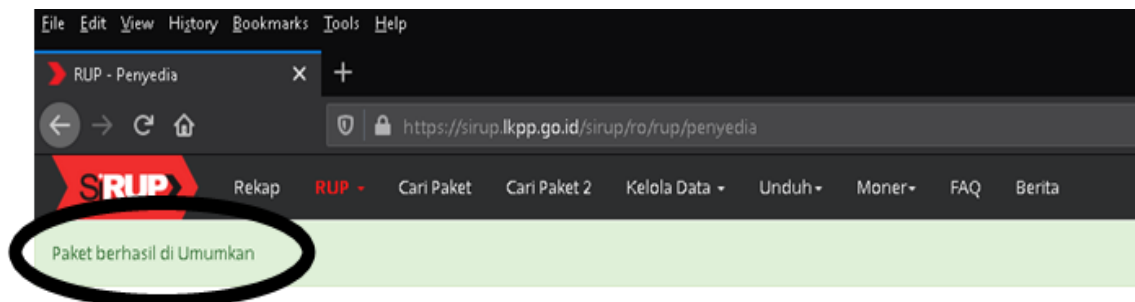 File Edit View History Bookmarks Tools Help
RUP - Penyedia
https://sirup.lkpp.go.id/sirup/ro/rup/penyedia
SiRUP Rekap RUP Cari Paket Cari Paket 2 Kelola Data Unduh Moner FAQ Berita
Paket berhasil di Umumkan